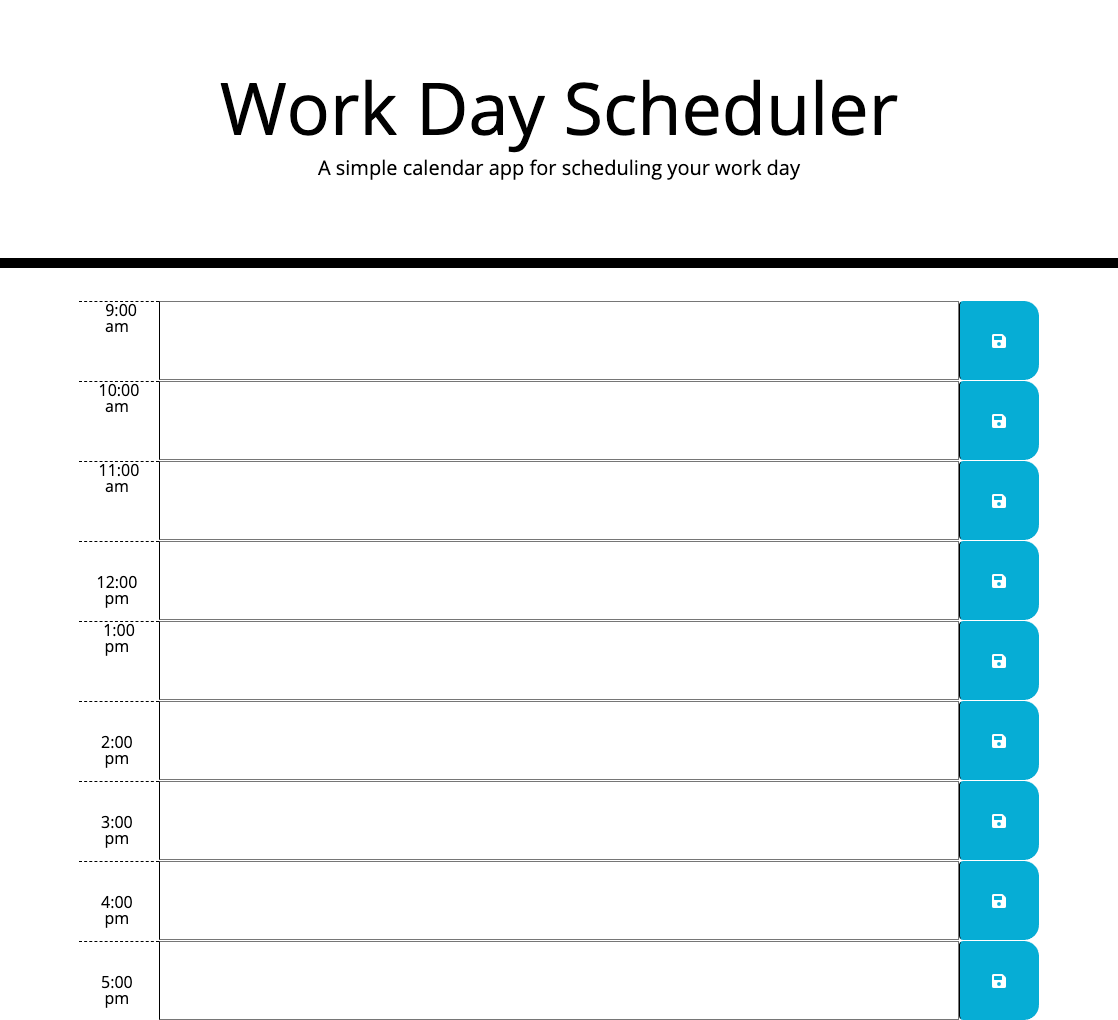 Work Day Scheduler
A simple calendar app for scheduling your work day
9:00
am
10:00
am
11:00
am
12:00
pm
1:00
pm
2:00
pm
3:00
pm
4:00
pm
5:00
pm